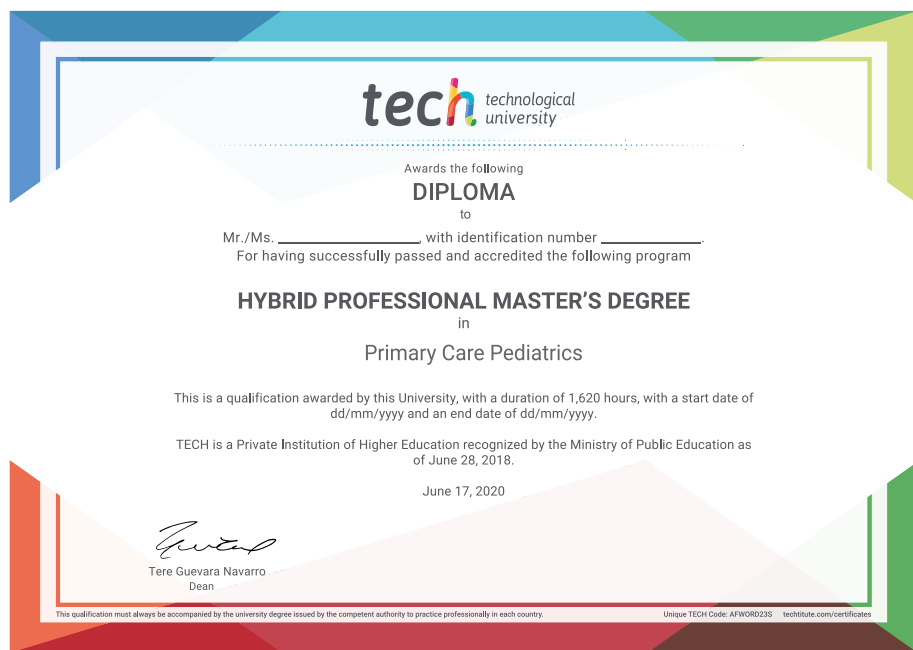 tech technological
university
Awards the following
DIPLOMA
to
Mr./Ms. ________________, with identification number ____________.
For having successfully passed and accredited the following program
HYBRID PROFESSIONAL MASTER’S DEGREE
in
Primary Care Pediatrics
This is a qualification awarded by this University, with a duration of 1,620 hours, with a start date of
dd/mm/yyyy and an end date of dd/mm/yyyy.
TECH is a Private Institution of Higher Education recognized by the Ministry of Public Education as
of June 28, 2018.
June 17, 2020
Tere Guevara Navarro
Dean
This qualification must always be accompanied by the university degree issued by the competent authority to practice professionally in each country.
Unique TECH Code: AFWORD23S techtitute.com/certificates